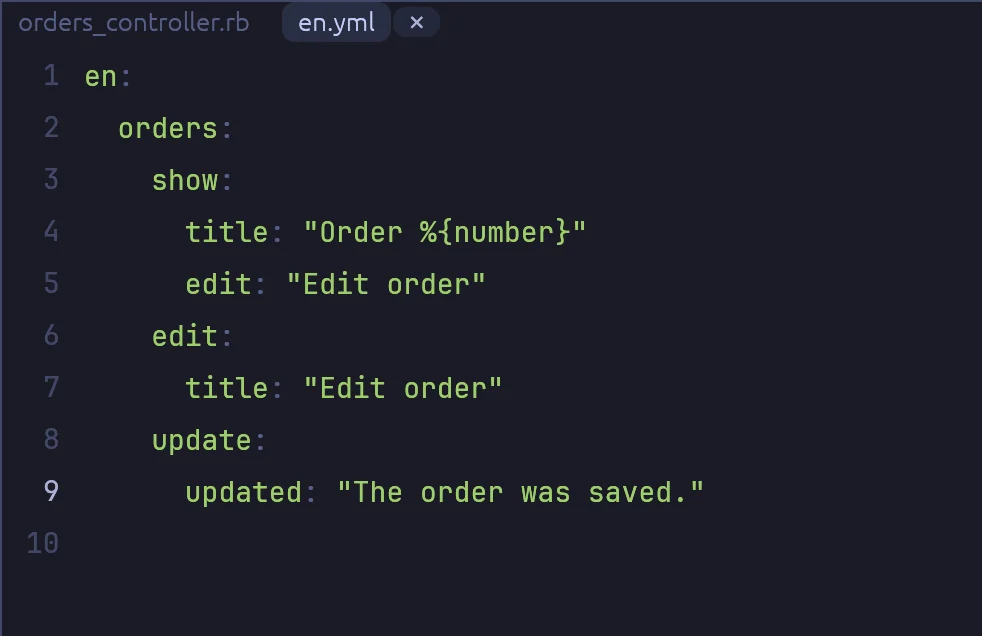 orders_controller.rb en.yml ×
1 en:
2   orders:
3     show:
4       title: "Order %{number}"
5       edit: "Edit order"
6     edit:
7       title: "Edit order"
8     update:
9       updated: "The order was saved."
10